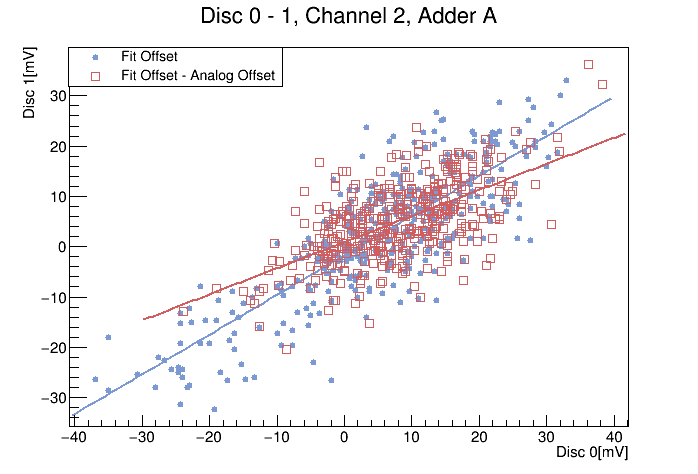 Disc 0 - 1, Channel 2, Adder A
Disc 1[mV]
Fit Offset
Fit Offset - Analog Offset
30
20
10
0
−10
−20
−30
−40 −30 −20 −10 0 10 20 30 40
Disc 0[mV]